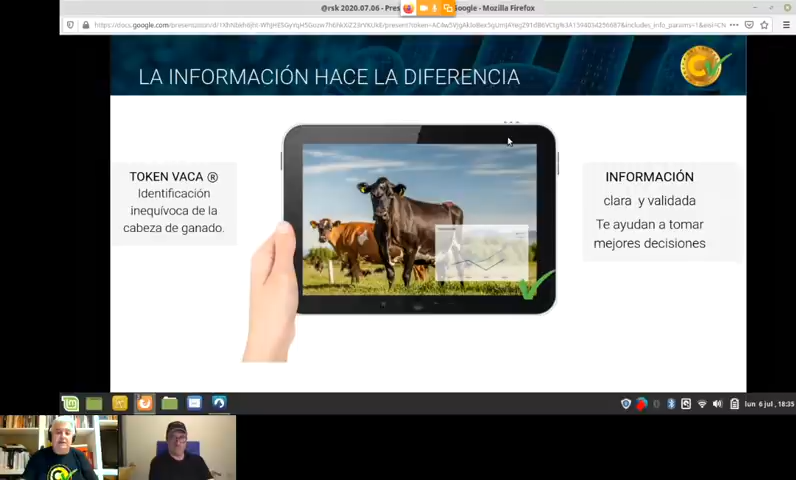 @rsk 2020.07.06 - Pres
Google - Mozilla Firefox
LA INFORMACIÓN HACE LA DIFERENCIA
TOKEN VACA ®
Identificación
inequívoca de la
cabeza de ganado.
INFORMACIÓN
clara y validada
Te ayudan a tomar
mejores decisiones
lun 6 jul, 18:35